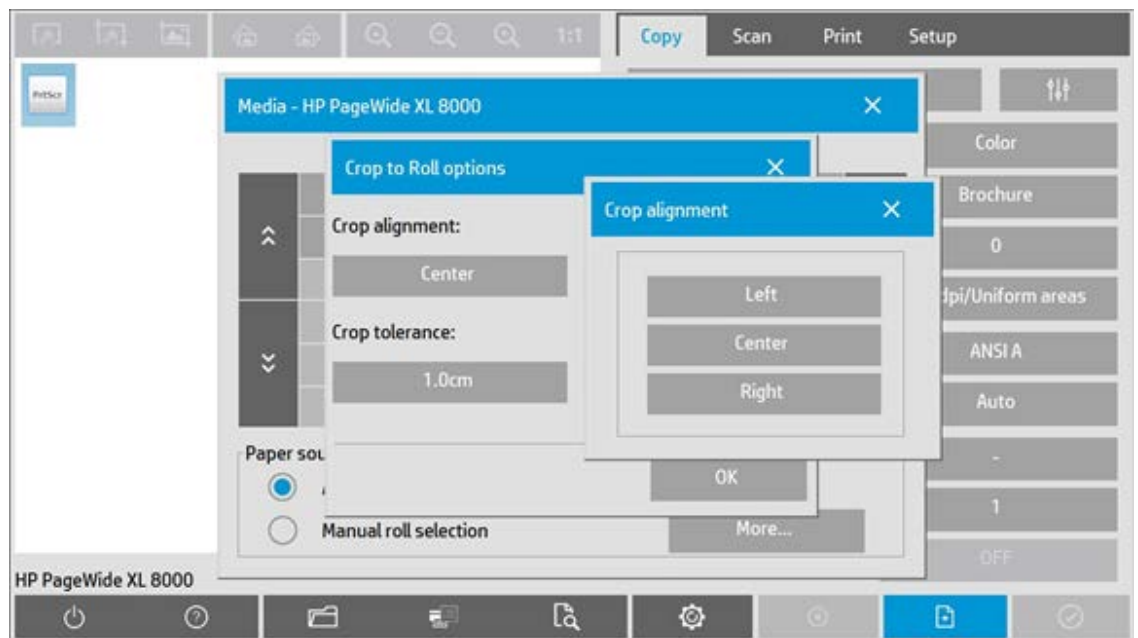 1:1
Copy Scan Print Setup
PrtScr
Media - HP PageWide XL 8000
Color
Crop to Roll options
Brochure
Crop alignment
Crop alignment:
0
Center
Left
dpi/Uniform areas
Crop tolerance:
Center
ANSI A
1.0cm
Right
Auto
Paper sou
-
OK
1
Manual roll selection
More...
OFF
HP PageWide XL 8000